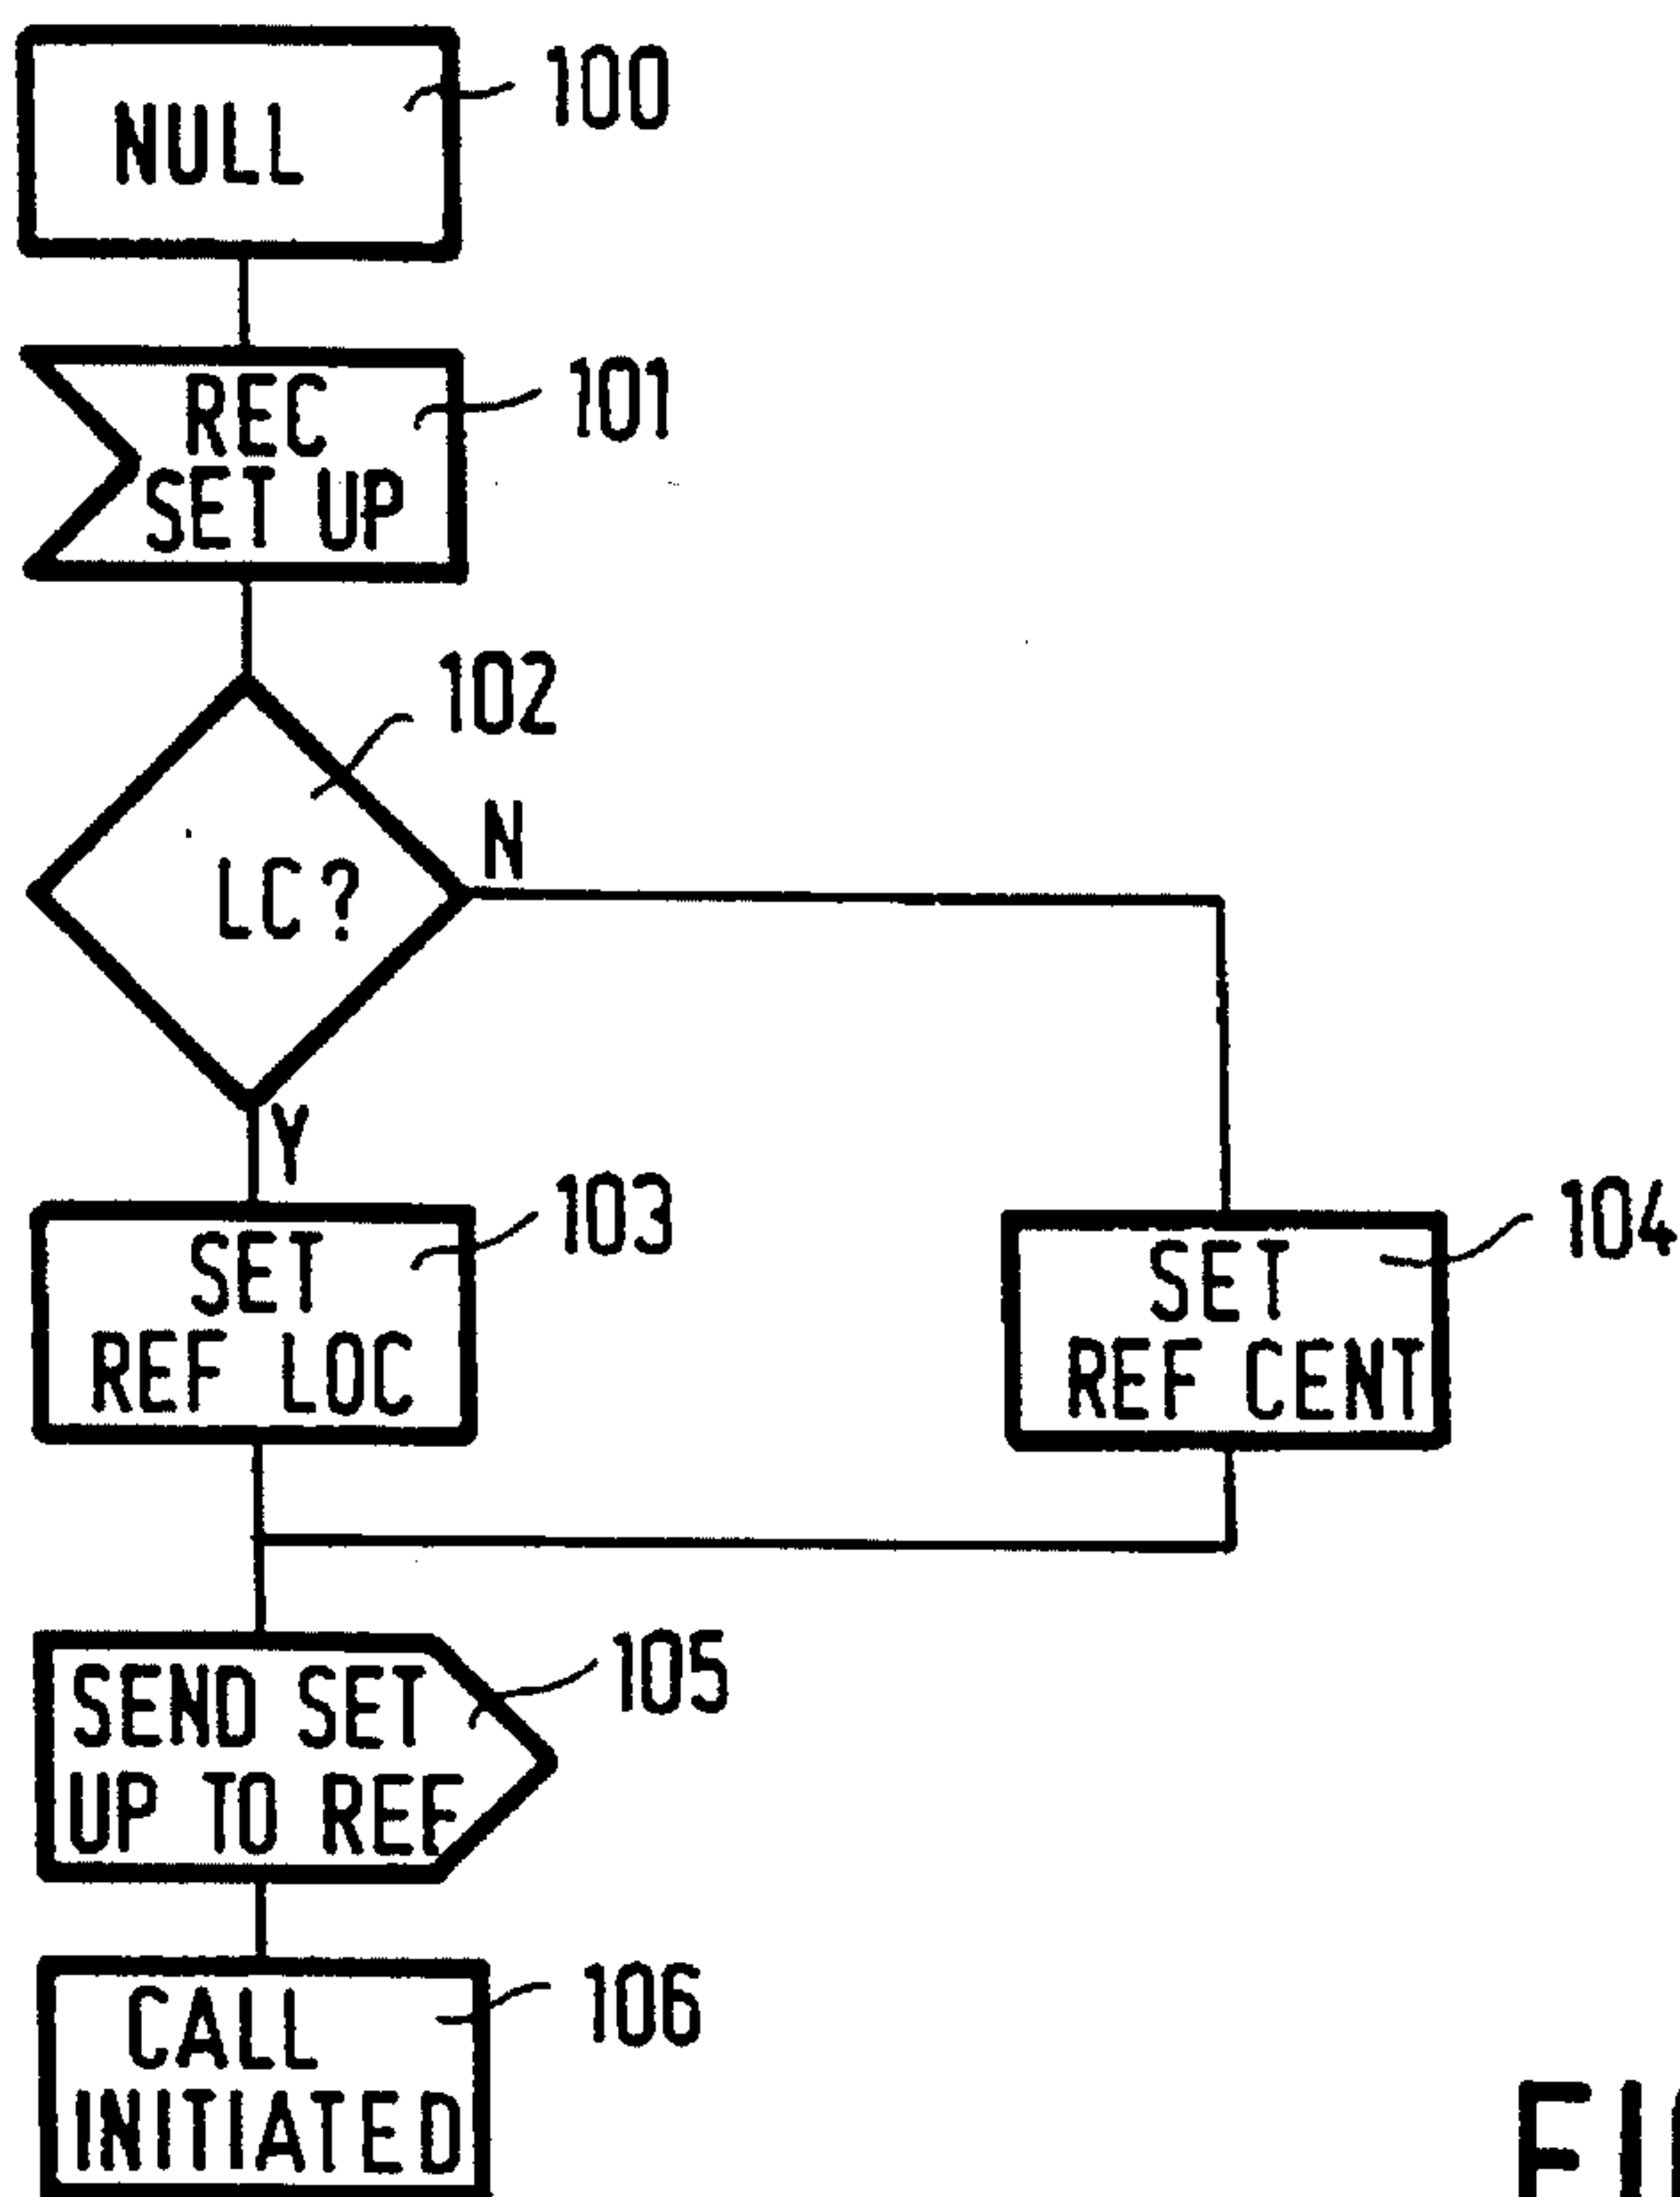 NULL
100
REC
SET UP
101
102
LC?
N
Y
SET
REF LOC
103
SET
REF CENT
104
SEND SET
UP TO REF
105
CALL
INITIATED
106